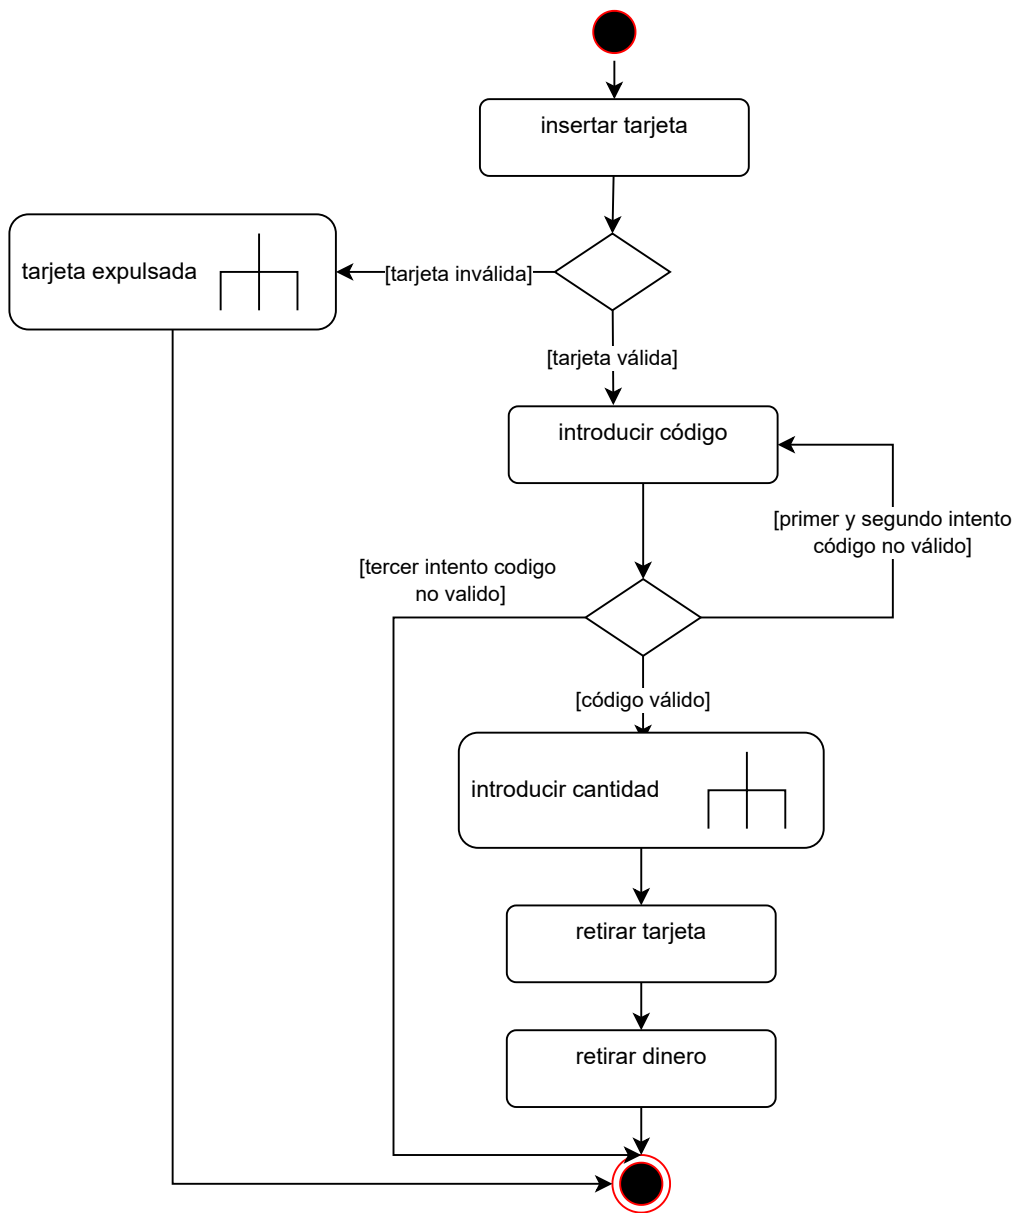 insertar tarjeta
tarjeta expulsada
[tarjeta inválida]
[tarjeta válida]
introducir código
[primer y segundo intento
código no válido]
[tercer intento codigo
no valido]
[código válido]
introducir cantidad
retirar tarjeta
retirar dinero